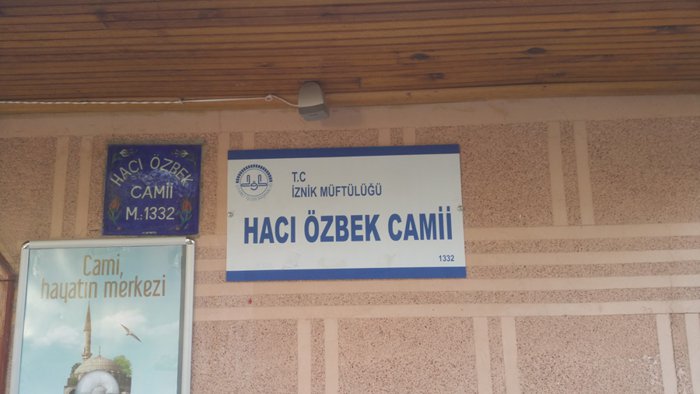 HACI ÖZBEK
CAMİİ
M.1332
T.C
İZNİK MÜFTÜLÜĞÜ
HACI ÖZBEK CAMİİ
1332
Cami,
hayatın merkezi